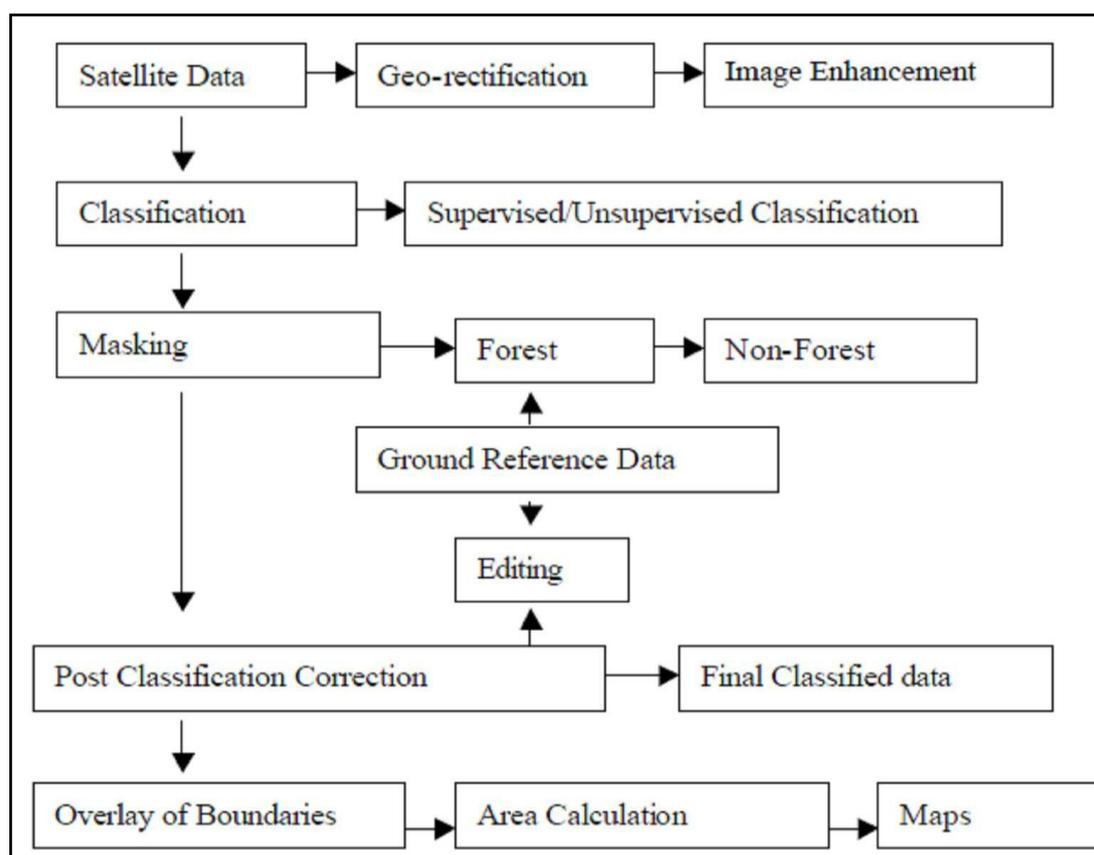 Satellite Data
Geo-rectification
Image Enhancement
Classification
Supervised/Unsupervised Classification
Masking
Forest
Non-Forest
Ground Reference Data
Editing
Post Classification Correction
Final Classified data
Overlay of Boundaries
Area Calculation
Maps